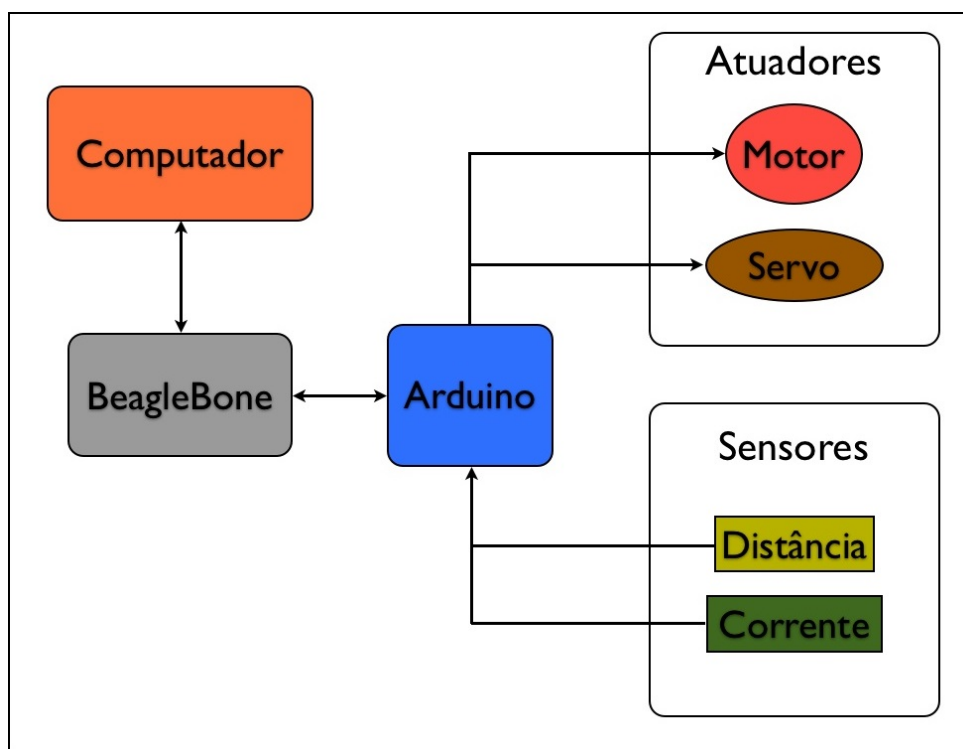 Computador
BeagleBone
Arduino
Atuadores
Motor
Servo
Sensores
Distância
Corrente